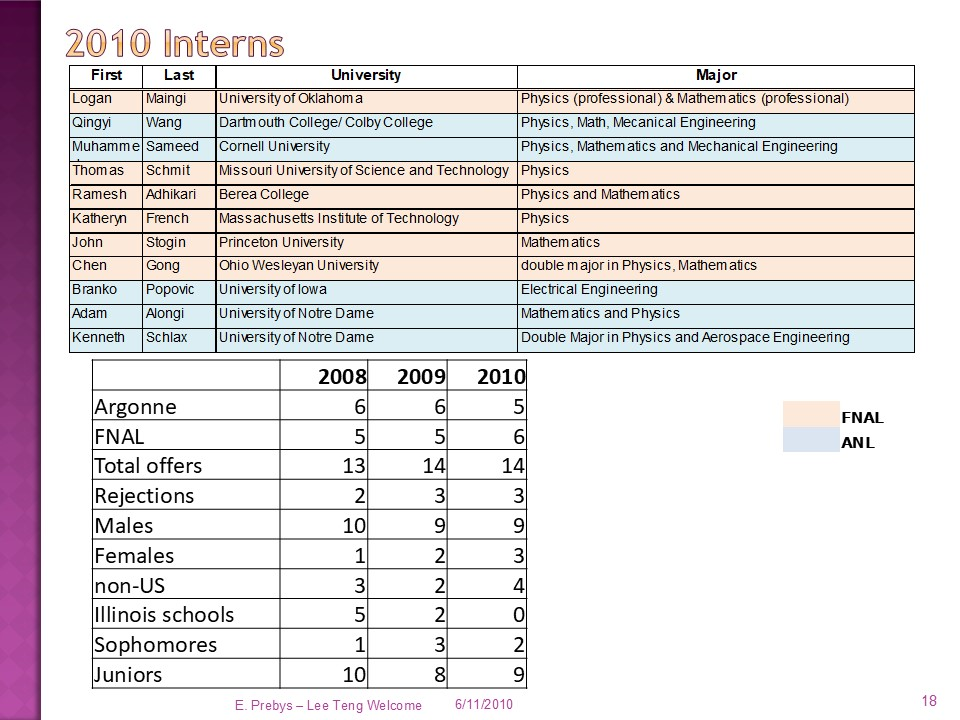 2010 Interns
First Last University Major
Logan Maingi University of Oklahoma Physics (professional) & Mathematics (professional)
Qingyi Wang Dartmouth College/ Colby College Physics, Math, Mecanical Engineering
Muhamme Sameed Cornell University Physics, Mathematics and Mechanical Engineering
Thomas Schmit Missouri University of Science and Technology Physics
Ramesh Adhikari Berea College Physics and Mathematics
Katheryn French Massachusetts Institute of Technology Physics
John Stogin Princeton University Mathematics
Chen Gong Ohio Wesleyan University double major in Physics, Mathematics
Branko Popovic University of Iowa Electrical Engineering
Adam Alongi University of Notre Dame Mathematics and Physics
Kenneth Schlax University of Notre Dame Double Major in Physics and Aerospace Engineering
2008 2009 2010
Argonne 6 6 5
FNAL 5 5 6
Total offers 13 14 14
Rejections 2 3 3
Males 10 9 9
Females 1 2 3
non-US 3 2 4
Illinois schools 5 2 0
Sophomores 1 3 2
Juniors 10 8 9
FNAL
ANL
E. Prebys – Lee Teng Welcome 6/11/2010 18